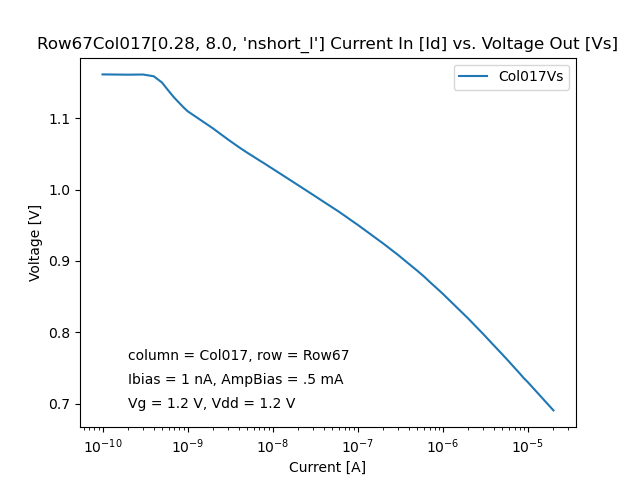 Row67Col017[0.28, 8.0, 'nshort_l'] Current In [Id] vs. Voltage Out [Vs]
Col017Vs
1.1
1.0
0.9
0.8
0.7
Voltage [V]
column = Col017, row = Row67
Ibias = 1 nA, AmpBias = .5 mA
Vg = 1.2 V, Vdd = 1.2 V
10⁻¹⁰ 10⁻⁹ 10⁻⁸ 10⁻⁷ 10⁻⁶ 10⁻⁵
Current [A]